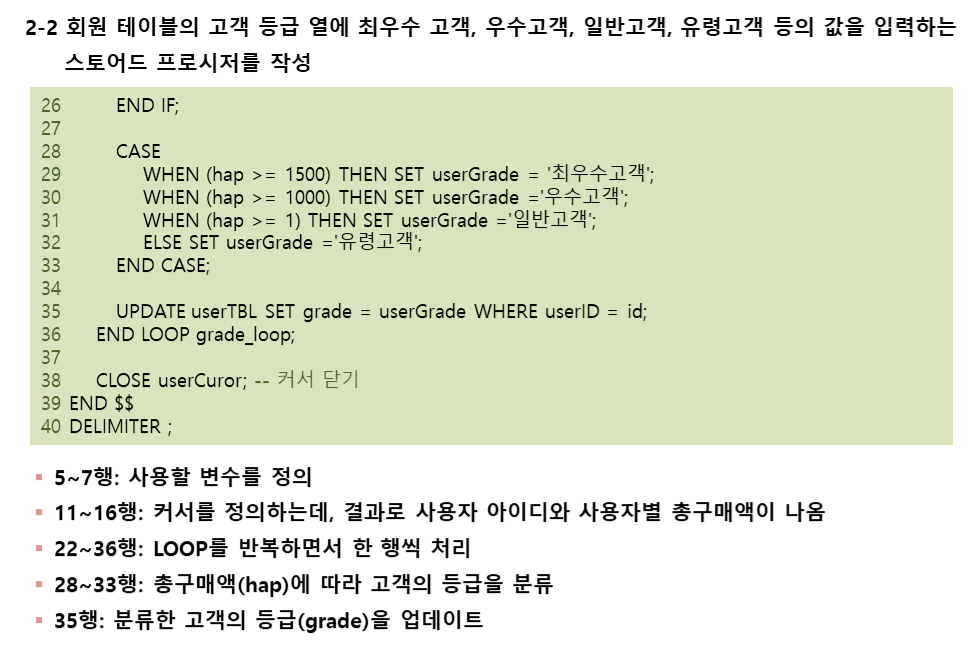 2-2 회원 테이블의 고객 등급 열에 최우수 고객, 우수고객, 일반고객, 유령고객 등의 값을 입력하는
스토어드 프로시저를 작성
26 END IF;
27
28 CASE
29 WHEN (hap >= 1500) THEN SET userGrade = '최우수고객';
30 WHEN (hap >= 1000) THEN SET userGrade ='우수고객';
31 WHEN (hap >= 1) THEN SET userGrade ='일반고객';
32 ELSE SET userGrade ='유령고객';
33 END CASE;
34
35 UPDATE userTBL SET grade = userGrade WHERE userID = id;
36 END LOOP grade_loop;
37
38 CLOSE userCuror; -- 커서 닫기
39 END $$
40 DELIMITER ;
▪ 5~7행: 사용할 변수를 정의
▪ 11~16행: 커서를 정의하는데, 결과로 사용자 아이디와 사용자별 총구매액이 나옴
▪ 22~36행: LOOP를 반복하면서 한 행씩 처리
▪ 28~33행: 총구매액(hap)에 따라 고객의 등급을 분류
▪ 35행: 분류한 고객의 등급(grade)을 업데이트